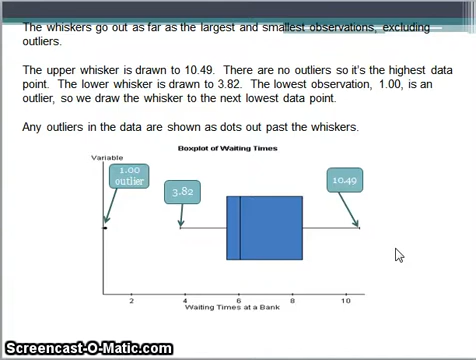 The whiskers go out as far as the largest and smallest observations, excluding
outliers.
The upper whisker is drawn to 10.49. There are no outliers so it's the highest data
point. The lower whisker is drawn to 3.82. The lowest observation, 1.00, is an
outlier, so we draw the whisker to the next lowest data point.
Any outliers in the data are shown as dots out past the whiskers.
Boxplot of Waiting Times
Variable
1.00
outlier
3.82
10.49
2 4 6 8 10
Waiting Times at a Bank
Screencast-O-Matic.com